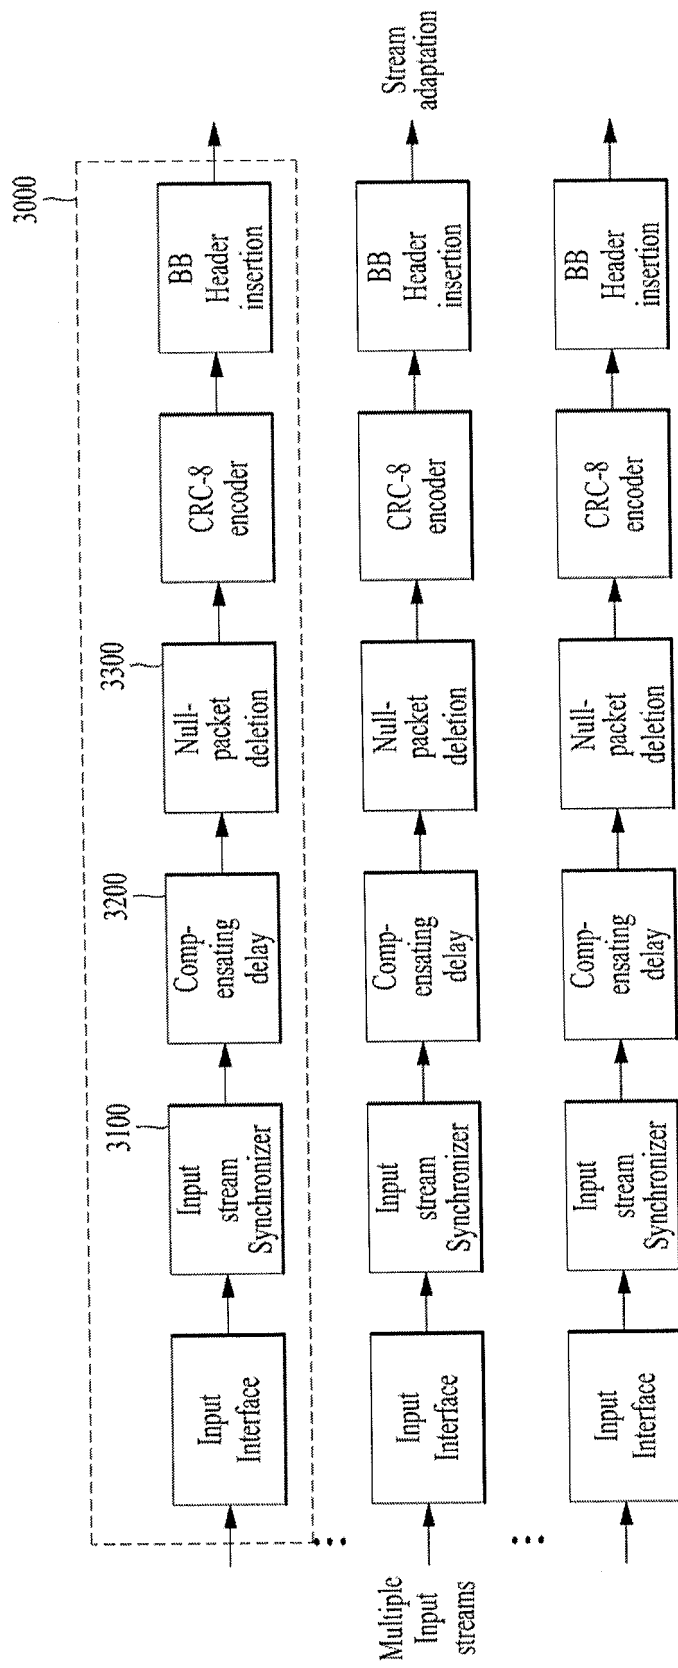 3000
3100
3200
3300
Input
Interface
Input
stream
Synchronizer
Comp-
ensating
delay
Null-
packet
deletion
CRC-8
encoder
BB
Header
insertion
Multiple
Input
streams
Input
Interface
Input
stream
Synchronizer
Comp-
ensating
delay
Null-
packet
deletion
CRC-8
encoder
BB
Header
insertion
Stream
adaptation
Input
Interface
Input
stream
Synchronizer
Comp-
ensating
delay
Null-
packet
deletion
CRC-8
encoder
BB
Header
insertion